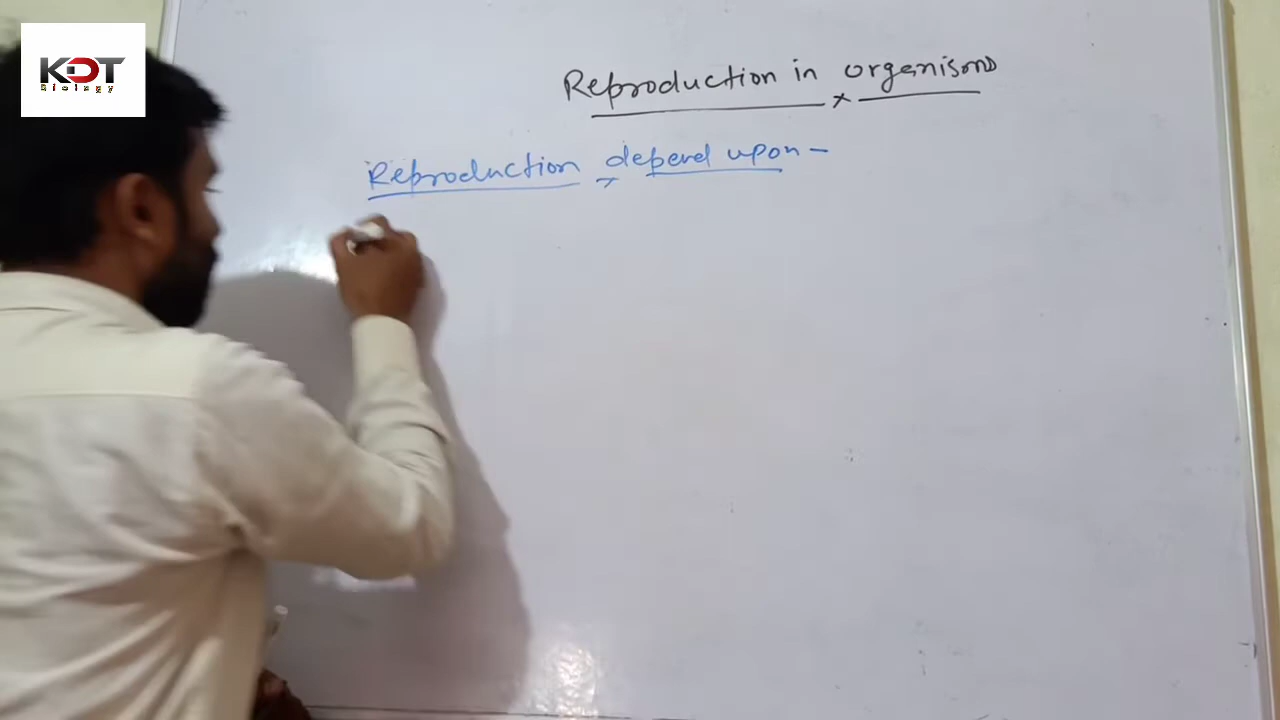 KDT
Biology
Reproduction in organisms
Reproduction depend upon -